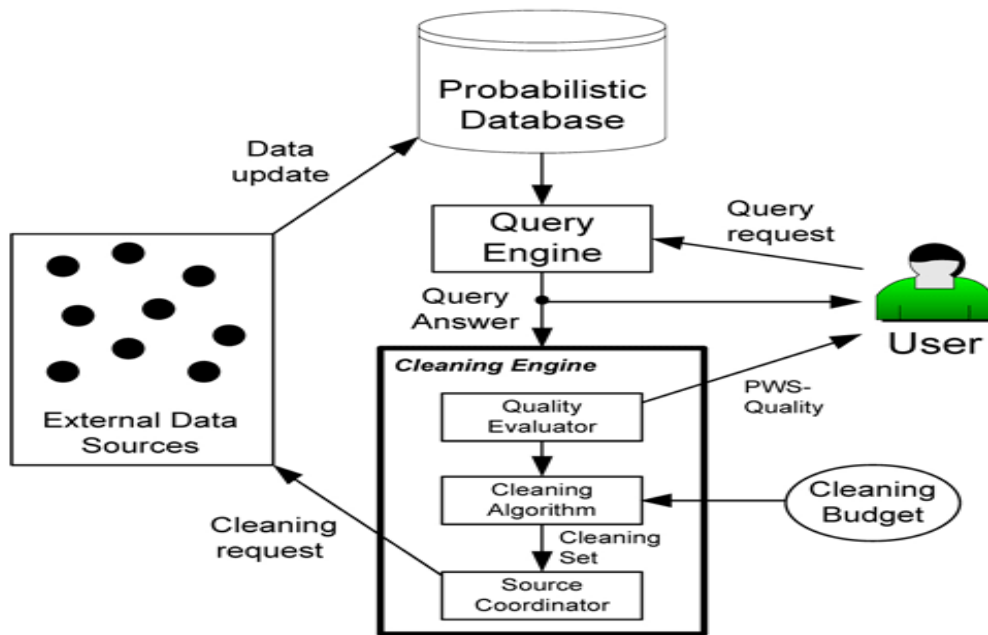 Probabilistic
Database
Data
update
Query
Engine
Query
request
Query
Answer
User
Cleaning Engine
Quality
Evaluator
PWS-
Quality
External Data
Sources
Cleaning
Algorithm
Cleaning
Budget
Cleaning
request
Cleaning
Set
Source
Coordinator